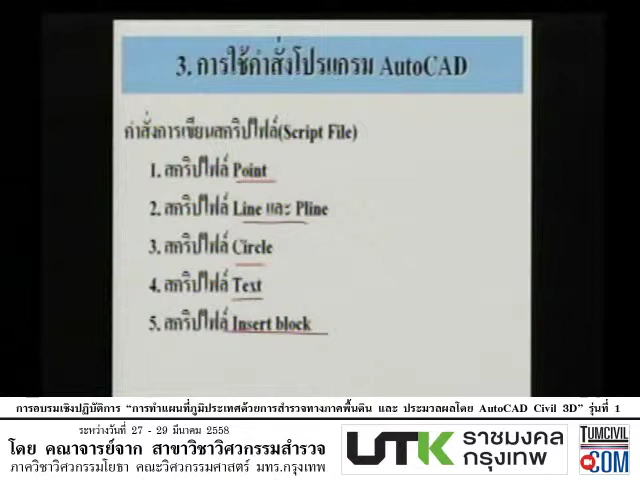 3. การใช้คำสั่งโปรแกรม AutoCAD
คำสั่งการเขียนสคริปไฟล์(Script File)
1. สคริปไฟล์ Point
2. สคริปไฟล์ Line และ Pline
3. สคริปไฟล์ Circle
4. สคริปไฟล์ Text
5. สคริปไฟล์ Insert block
การอบรมเชิงปฏิบัติการ “การทำแผนที่ภูมิประเทศด้วยการสำรวจทางภาคพื้นดิน และ ประมวลผลโดย AutoCAD Civil 3D” รุ่นที่ 1
ระหว่างวันที่ 27 - 29 มีนาคม 2558
โดย คณาจารย์จาก สาขาวิชาวิศวกรรมสำรวจ
ภาควิชาวิศวกรรมโยธา คณะวิศวกรรมศาสตร์ มทร.กรุงเทพ
UTK ราชมงคล
กรุงเทพ
TUMCIVIL
.COM